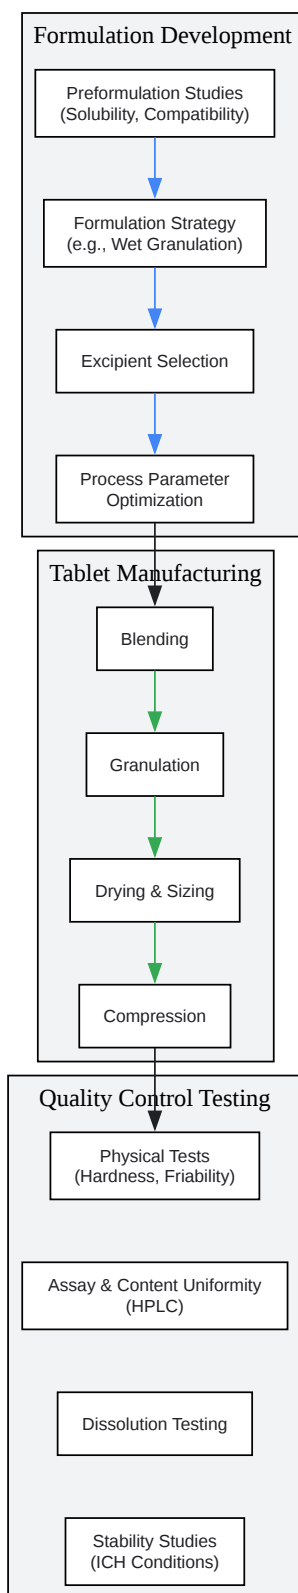 Formulation Development
Preformulation Studies
(Solubility, Compatibility)
Formulation Strategy
(e.g., Wet Granulation)
Excipient Selection
Process Parameter
Optimization
Tablet Manufacturing
Blending
Granulation
Drying & Sizing
Compression
Quality Control Testing
Physical Tests
(Hardness, Friability)
Assay & Content Uniformity
(HPLC)
Dissolution Testing
Stability Studies
(ICH Conditions)